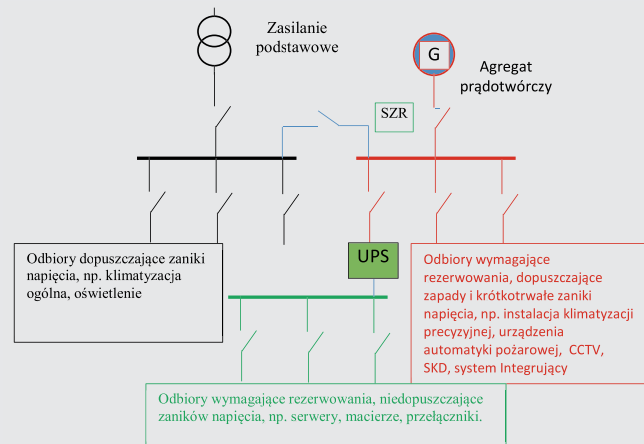 Zasilanie
podstawowe
G
Agregat
prądotwórczy
SZR
UPS
Odbiory dopuszczające zaniki
napięcia, np. klimatyzacja
ogólna, oświetlenie
Odbiory wymagające
rezerwowania, dopuszczające
zapady i krótkotrwałe zaniki
napięcia, np. instalacja klimatyzacji
precyzyjnej, urządzenia
automatyki pożarowej, CCTV,
SKD, system Integrujący
Odbiory wymagające rezerwowania, niedopuszczające
zaników napięcia, np. serwery, macierze, przełączniki.